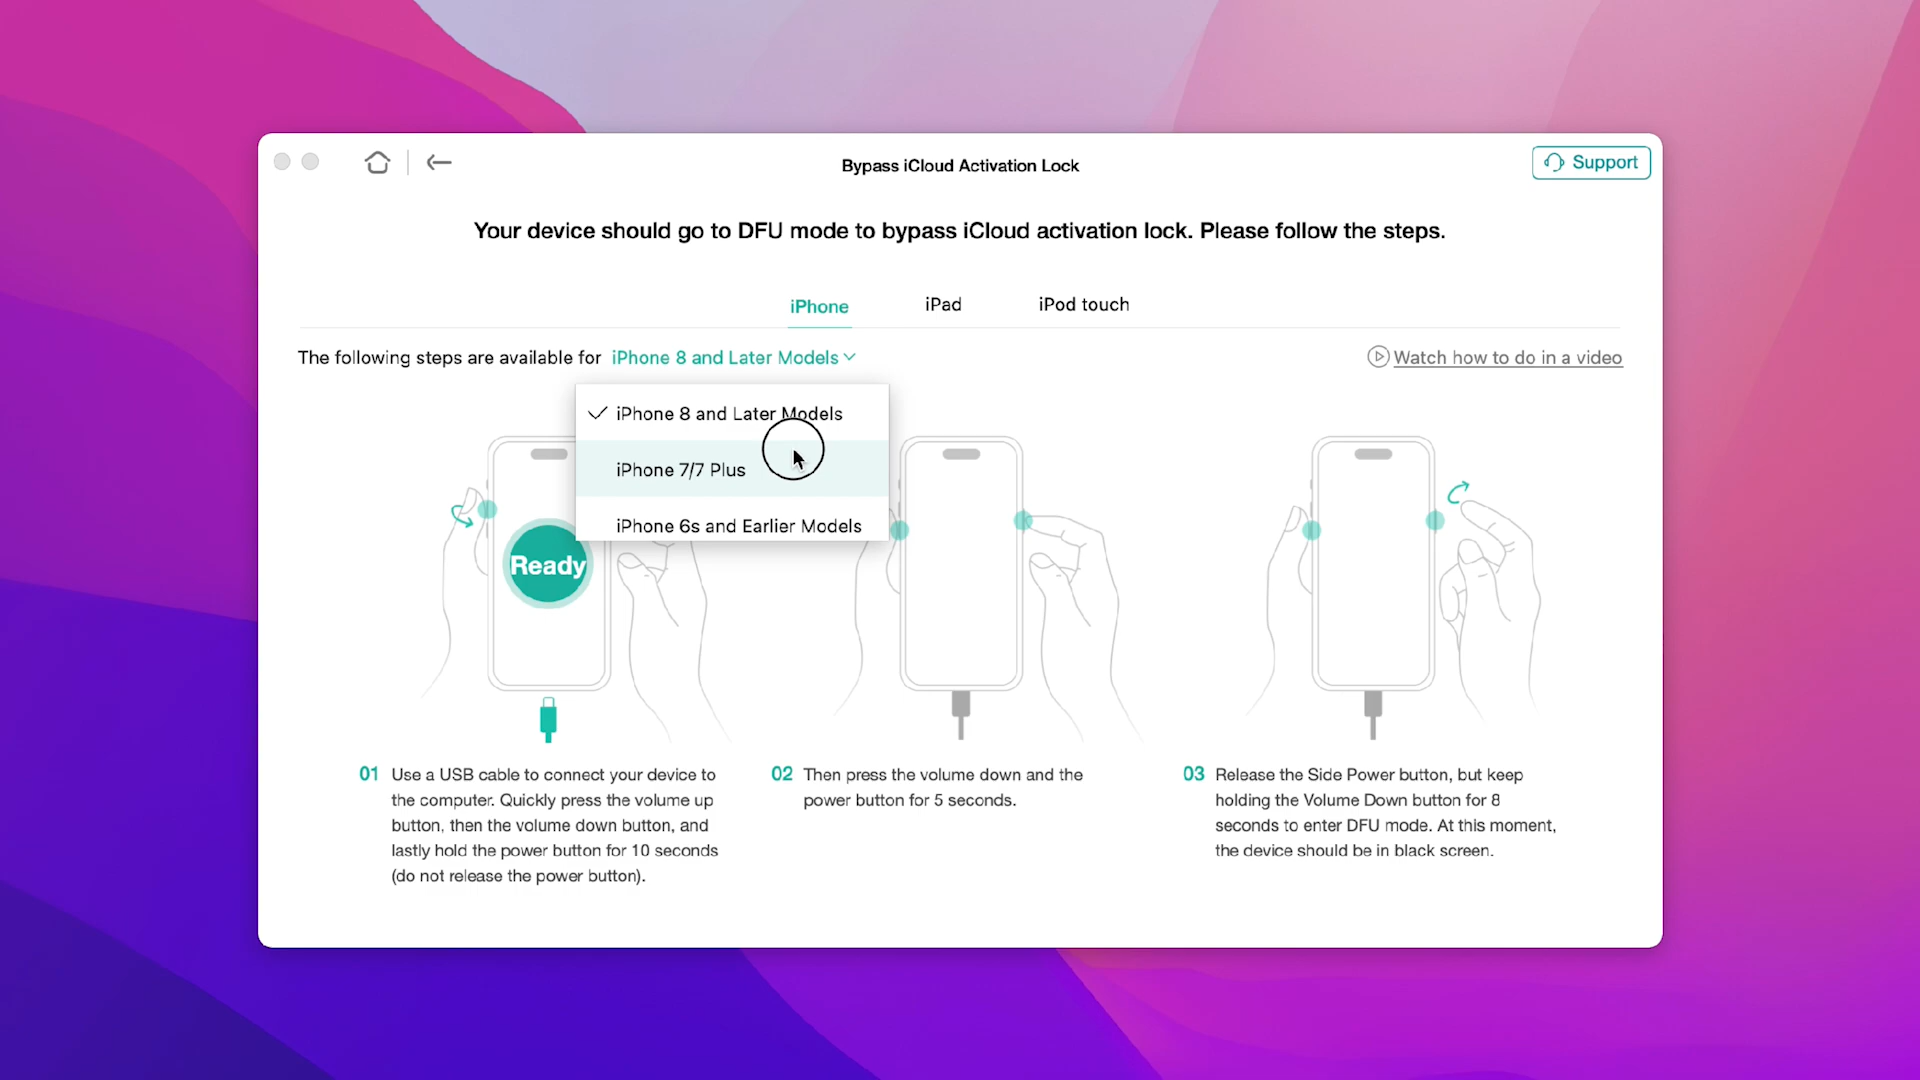 Bypass iCloud Activation Lock
Support
Your device should go to DFU mode to bypass iCloud activation lock. Please follow the steps.
iPhone
iPad
iPod touch
The following steps are available for iPhone 8 and Later Models
Watch how to do in a video
iPhone 8 and Later Models
iPhone 7/7 Plus
iPhone 6s and Earlier Models
Ready
01 Use a USB cable to connect your device to
the computer. Quickly press the volume up
button, then the volume down button, and
lastly hold the power button for 10 seconds
(do not release the power button).
02 Then press the volume down and the
power button for 5 seconds.
03 Release the Side Power button, but keep
holding the Volume Down button for 8
seconds to enter DFU mode. At this moment,
the device should be in black screen.